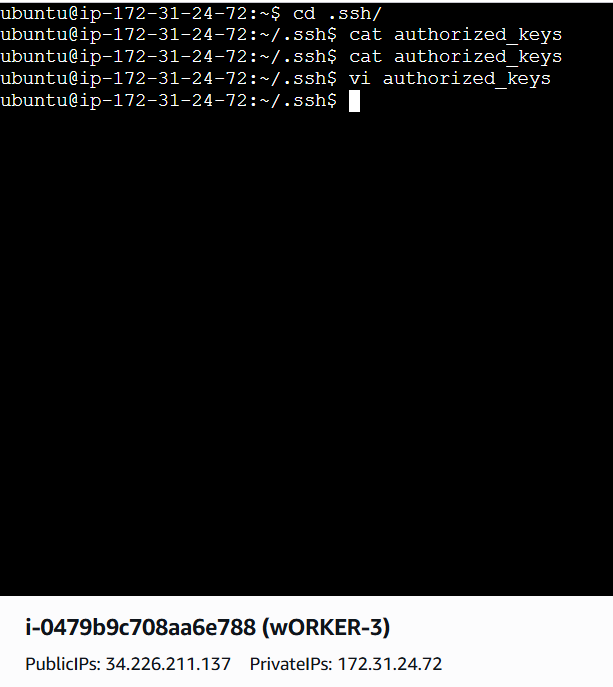 ubuntu@ip-172-31-24-72:~$ cd .ssh/
ubuntu@ip-172-31-24-72:~/.ssh$ cat authorized_keys
ubuntu@ip-172-31-24-72:~/.ssh$ cat authorized_keys
ubuntu@ip-172-31-24-72:~/.ssh$ vi authorized_keys
ubuntu@ip-172-31-24-72:~/.ssh$
i-0479b9c708aa6e788 (wORKER-3)
PublicIPs: 34.226.211.137 PrivateIPs: 172.31.24.72